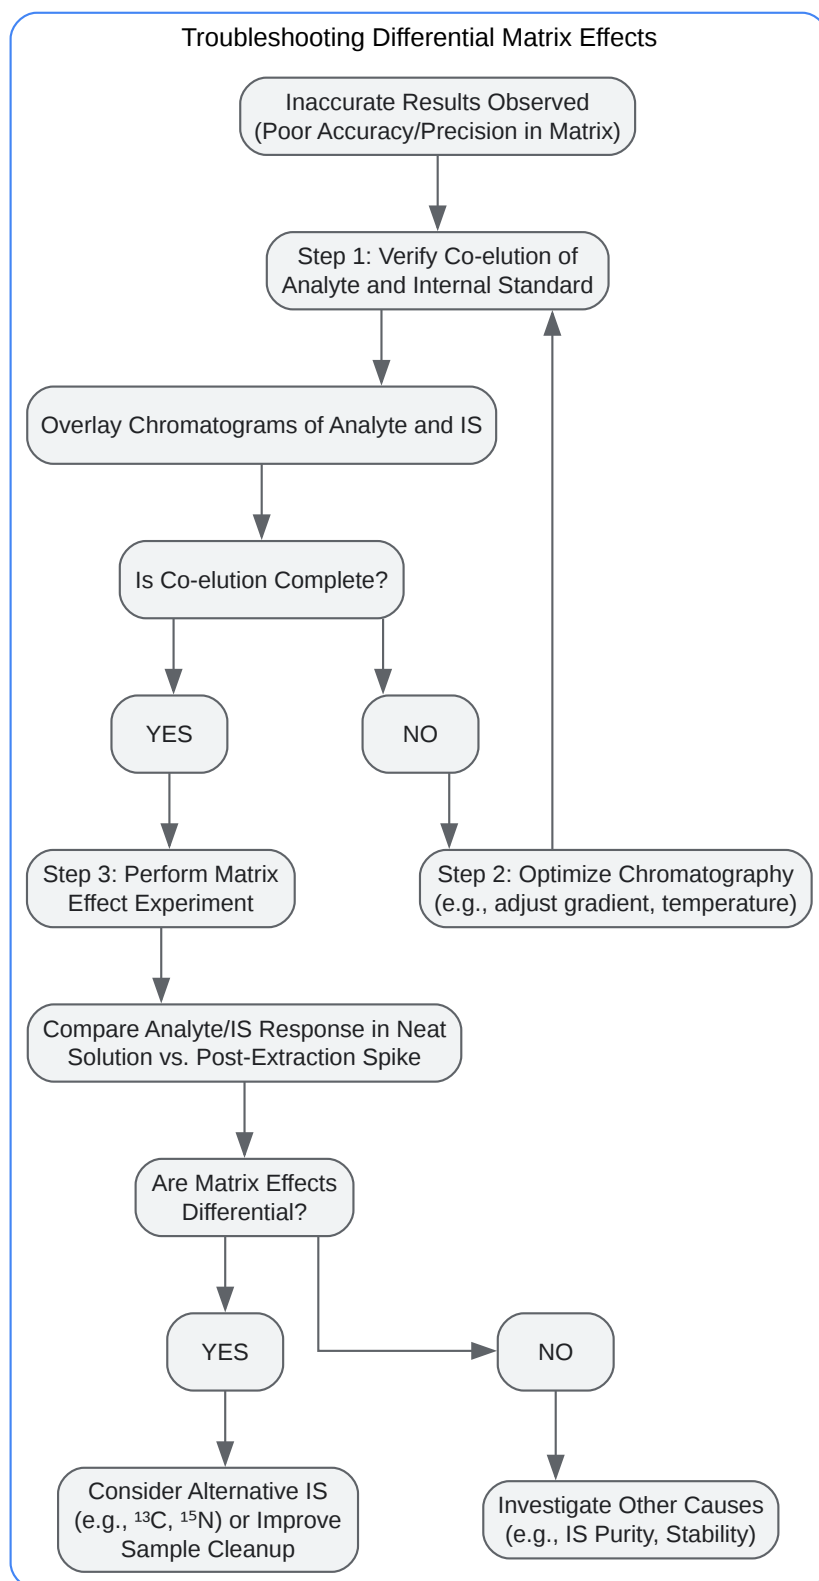 Troubleshooting Differential Matrix Effects
Inaccurate Results Observed
(Poor Accuracy/Precision in Matrix)
Step 1: Verify Co-elution of
Analyte and Internal Standard
Overlay Chromatograms of Analyte and IS
Is Co-elution Complete?
YES
NO
Step 3: Perform Matrix
Effect Experiment
Step 2: Optimize Chromatography
(e.g., adjust gradient, temperature)
Compare Analyte/IS Response in Neat
Solution vs. Post-Extraction Spike
Are Matrix Effects
Differential?
YES
NO
Consider Alternative IS
(e.g., ¹³C, ¹⁵N) or Improve
Sample Cleanup
Investigate Other Causes
(e.g., IS Purity, Stability)